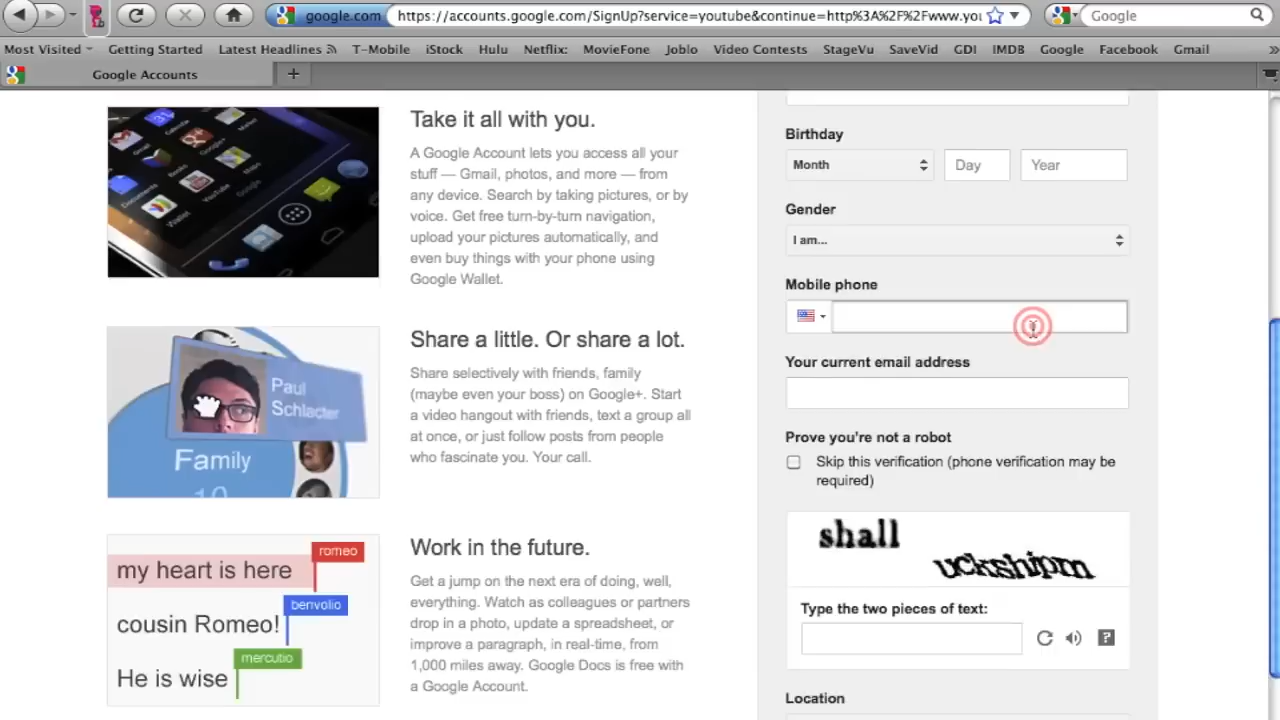 google.com
https://accounts.google.com/SignUp?service=youtube&continue=http%3A%2F%2Fwww.you
Google
Most Visited
Getting Started
Latest Headlines
T-Mobile
iStock
Hulu
Netflix:
MovieFone
Joblo
Video Contests
StageVu
SaveVid
GDI
IMDB
Google
Facebook
Gmail
»
Google Accounts
+
Take it all with you.
A Google Account lets you access all your
stuff — Gmail, photos, and more — from
any device. Search by taking pictures, or by
voice. Get free turn-by-turn navigation,
upload your pictures automatically, and
even buy things with your phone using
Google Wallet.
Paul
Schlacter
Family
10
Share a little. Or share a lot.
Share selectively with friends, family
(maybe even your boss) on Google+. Start
a video hangout with friends, text a group all
at once, or just follow posts from people
who fascinate you. Your call.
romeo
my heart is here
benvolio
cousin Romeo!
mercutio
He is wise
Work in the future.
Get a jump on the next era of doing, well,
everything. Watch as colleagues or partners
drop in a photo, update a spreadsheet, or
improve a paragraph, in real-time, from
1,000 miles away. Google Docs is free with
a Google Account.
Birthday
Month
Day
Year
Gender
I am...
Mobile phone
Your current email address
Prove you're not a robot
Skip this verification (phone verification may be
required)
shall
uckshipm
Type the two pieces of text:
?
Location